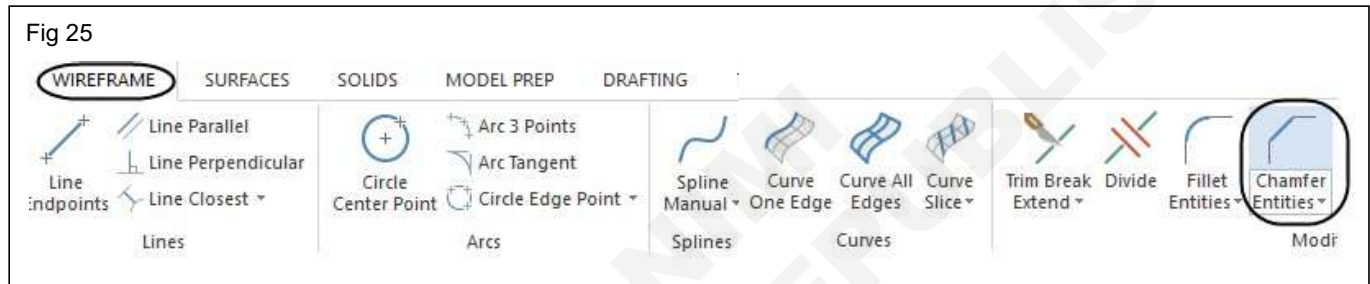 Fig 25
WIREFRAME SURFACES SOLIDS MODEL PREP DRAFTING
Line Endpoints
Line Parallel
Line Perpendicular
Line Closest
Lines
Circle Center Point
Arc 3 Points
Arc Tangent
Circle Edge Point
Arcs
Spline Manual
Splines
Curve One Edge
Curve All Edges
Curve Slice
Curves
Trim Break Extend
Divide
Fillet Entities
Chamfer Entities
Modi
NIMI
REPUBLIS